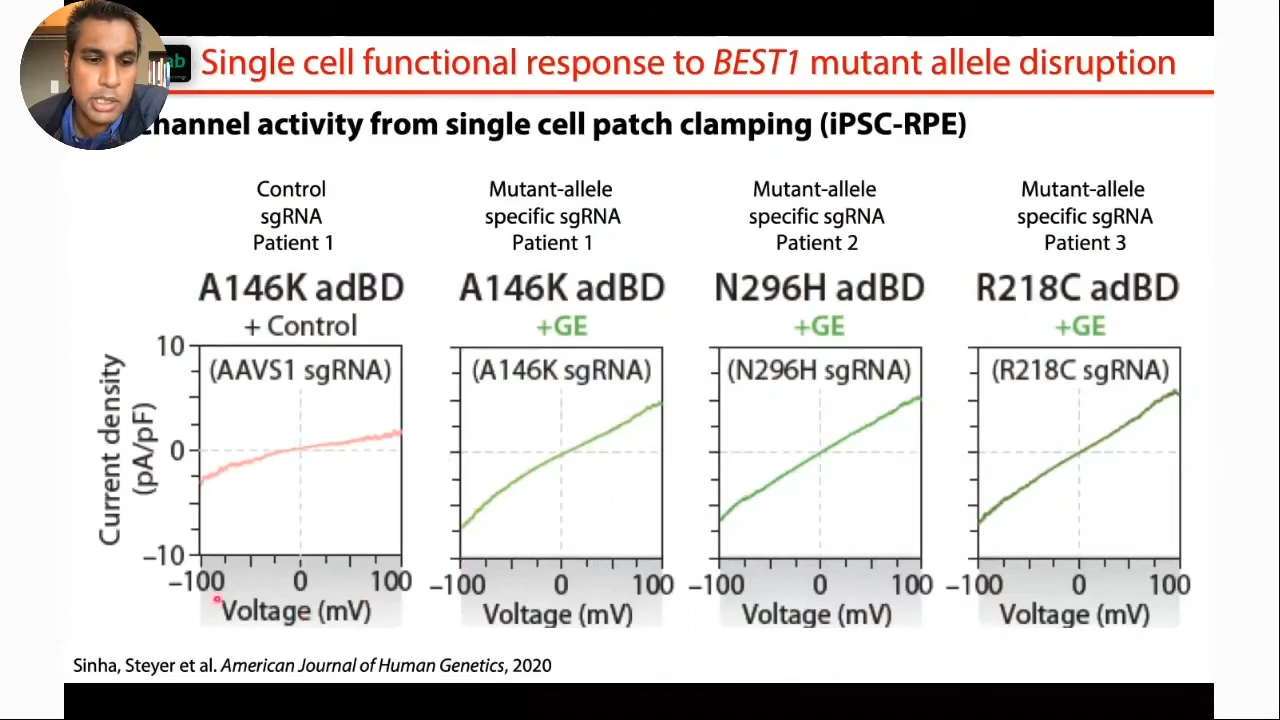 ab
Single cell functional response to BEST1 mutant allele disruption
channel activity from single cell patch clamping (iPSC-RPE)
Control
sgRNA
Patient 1
Mutant-allele
specific sgRNA
Patient 1
Mutant-allele
specific sgRNA
Patient 2
Mutant-allele
specific sgRNA
Patient 3
A146K adBD
+ Control
A146K adBD
+GE
N296H adBD
+GE
R218C adBD
+GE
(AAVS1 sgRNA)
(A146K sgRNA)
(N296H sgRNA)
(R218C sgRNA)
Current density
(pA/pF)
10
0
–10
–100 0 100
Voltage (mV)
–100 0 100
Voltage (mV)
–100 0 100
Voltage (mV)
–100 0 100
Voltage (mV)
Sinha, Steyer et al. American Journal of Human Genetics, 2020